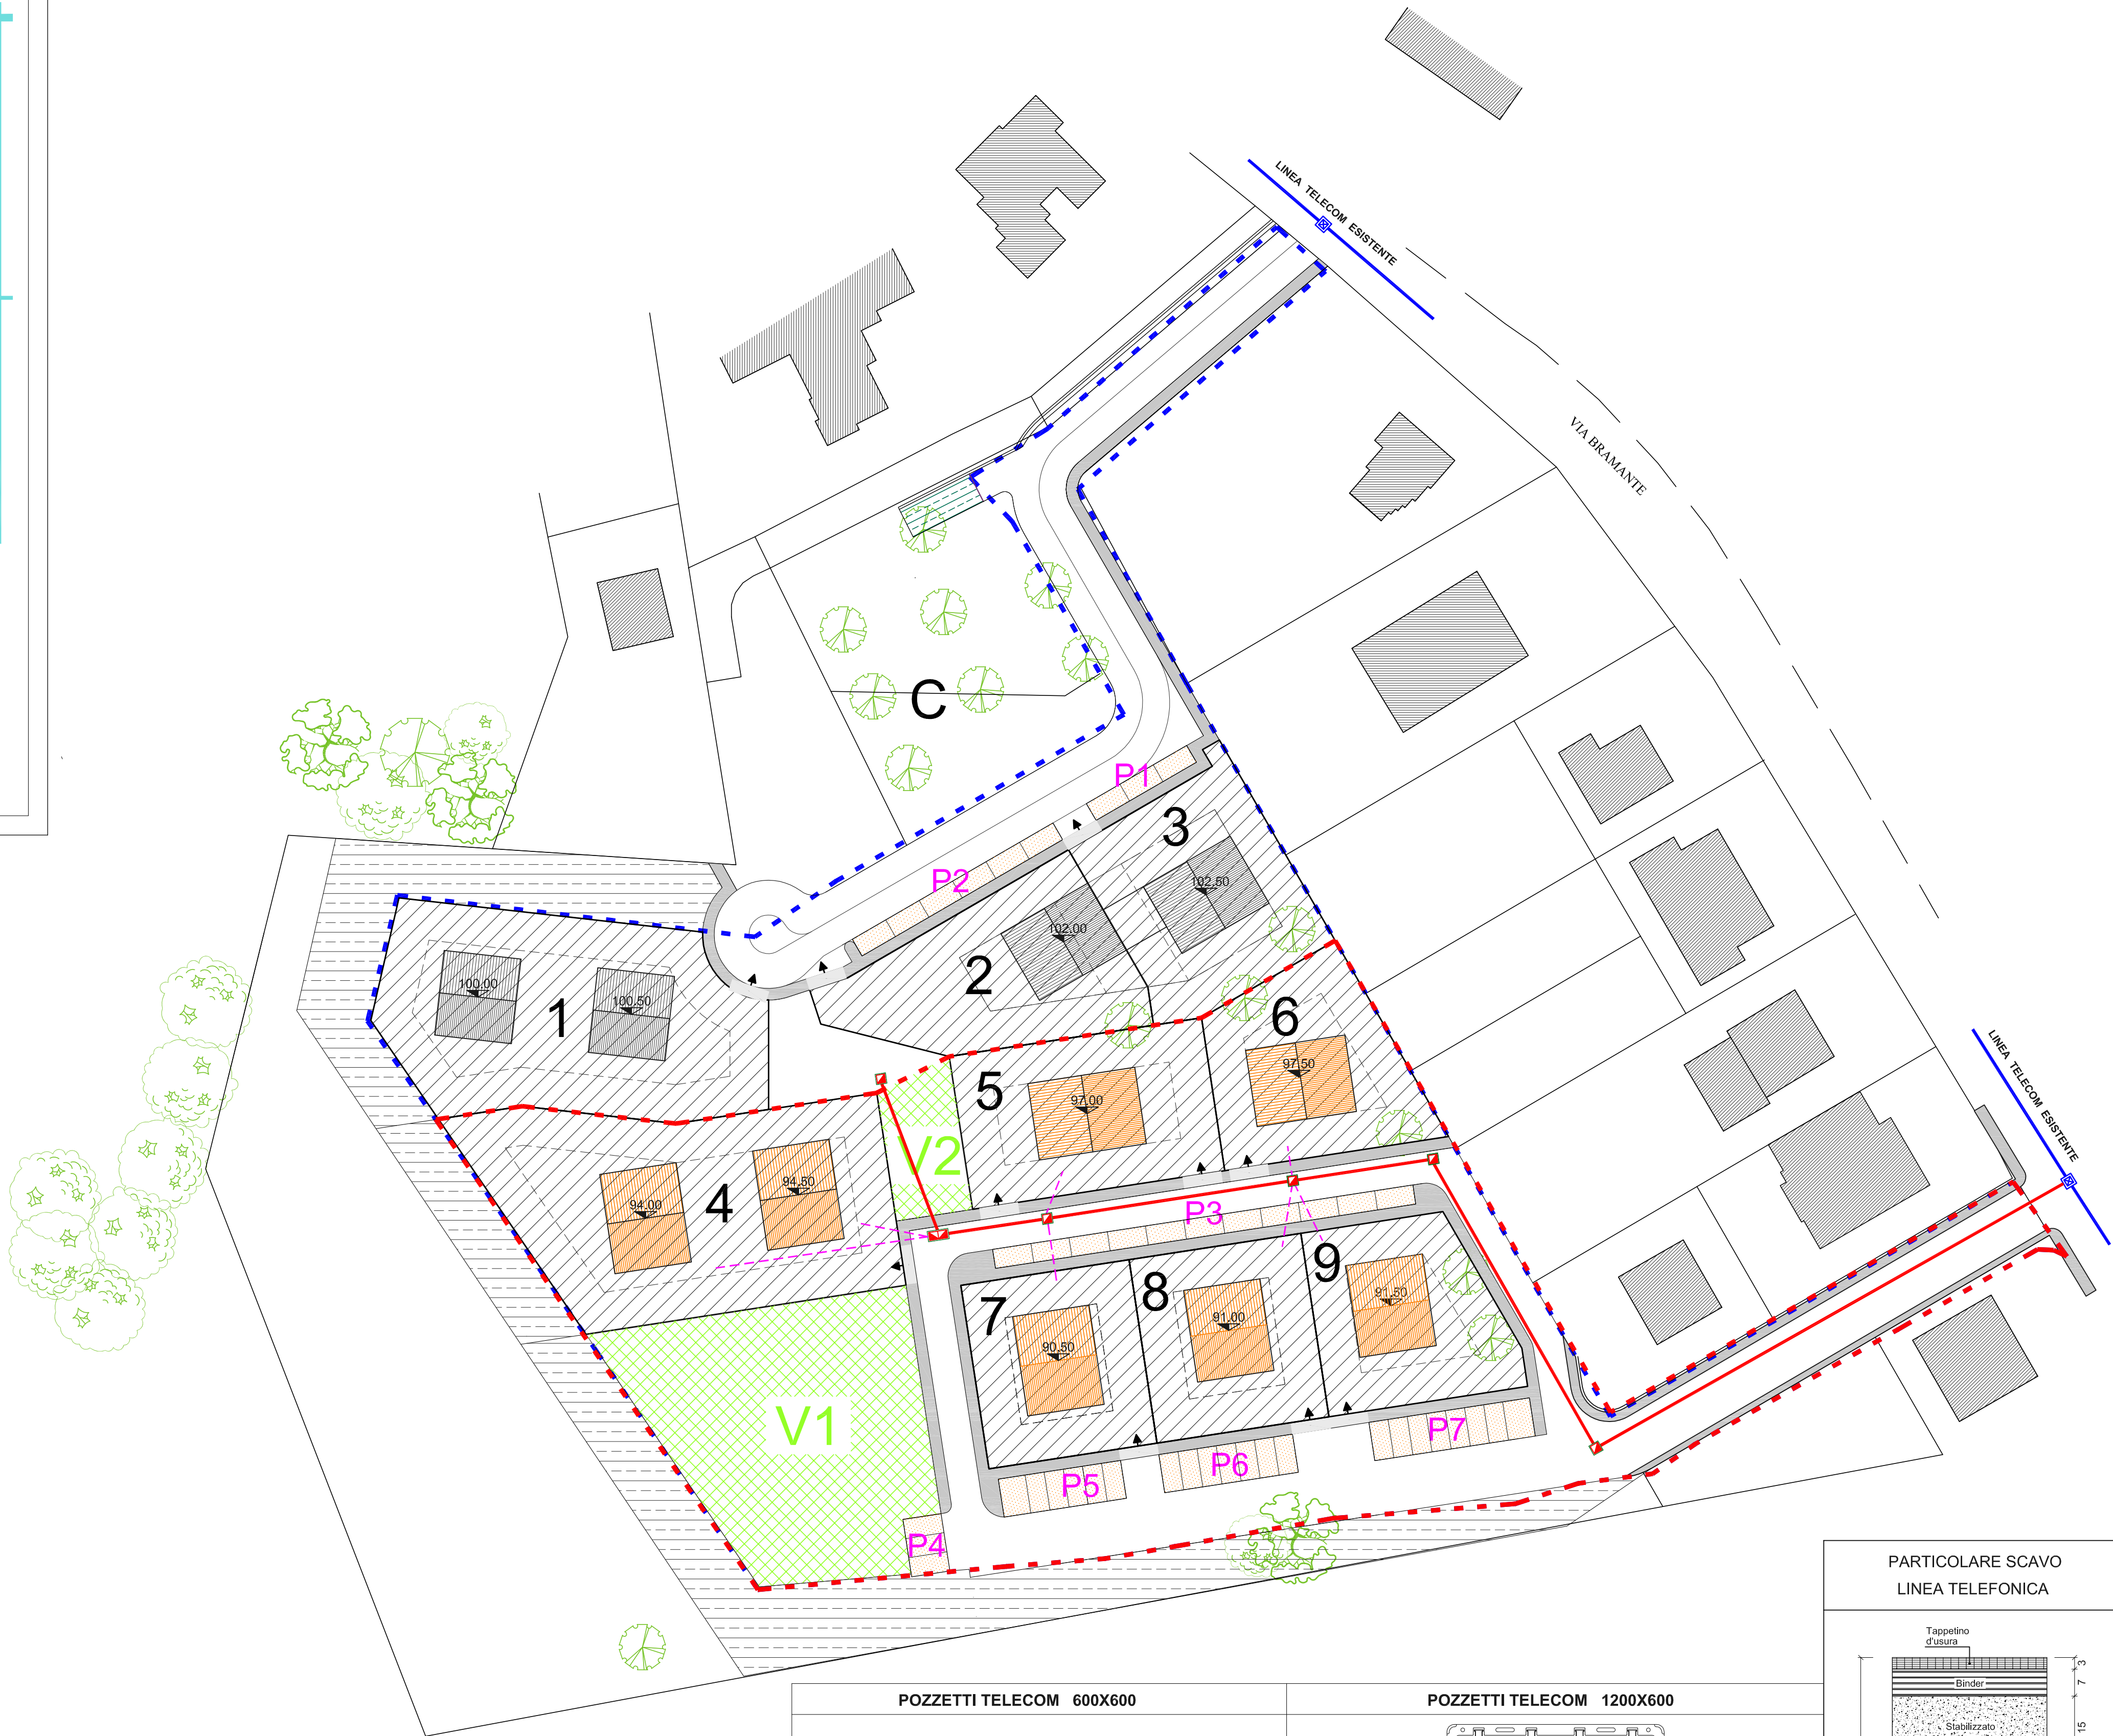 LINEA TELECOM ESISTENTE
VIA BRAMANTE
C
P1
3
P2
102.50
102.00
2
100.00
100.50
1
6
97.50
5
97.00
LINEA TELECOM ESISTENTE
V2
94.50
94.00
4
P3
9
8
7
91.50
91.00
90.50
V1
P7
P6
P5
P4
PARTICOLARE SCAVO
LINEA TELEFONICA
Tappetino
d'usura
3
Binder
7
Stabilizzato
15
POZZETTI TELECOM 600X600
POZZETTI TELECOM 1200X600